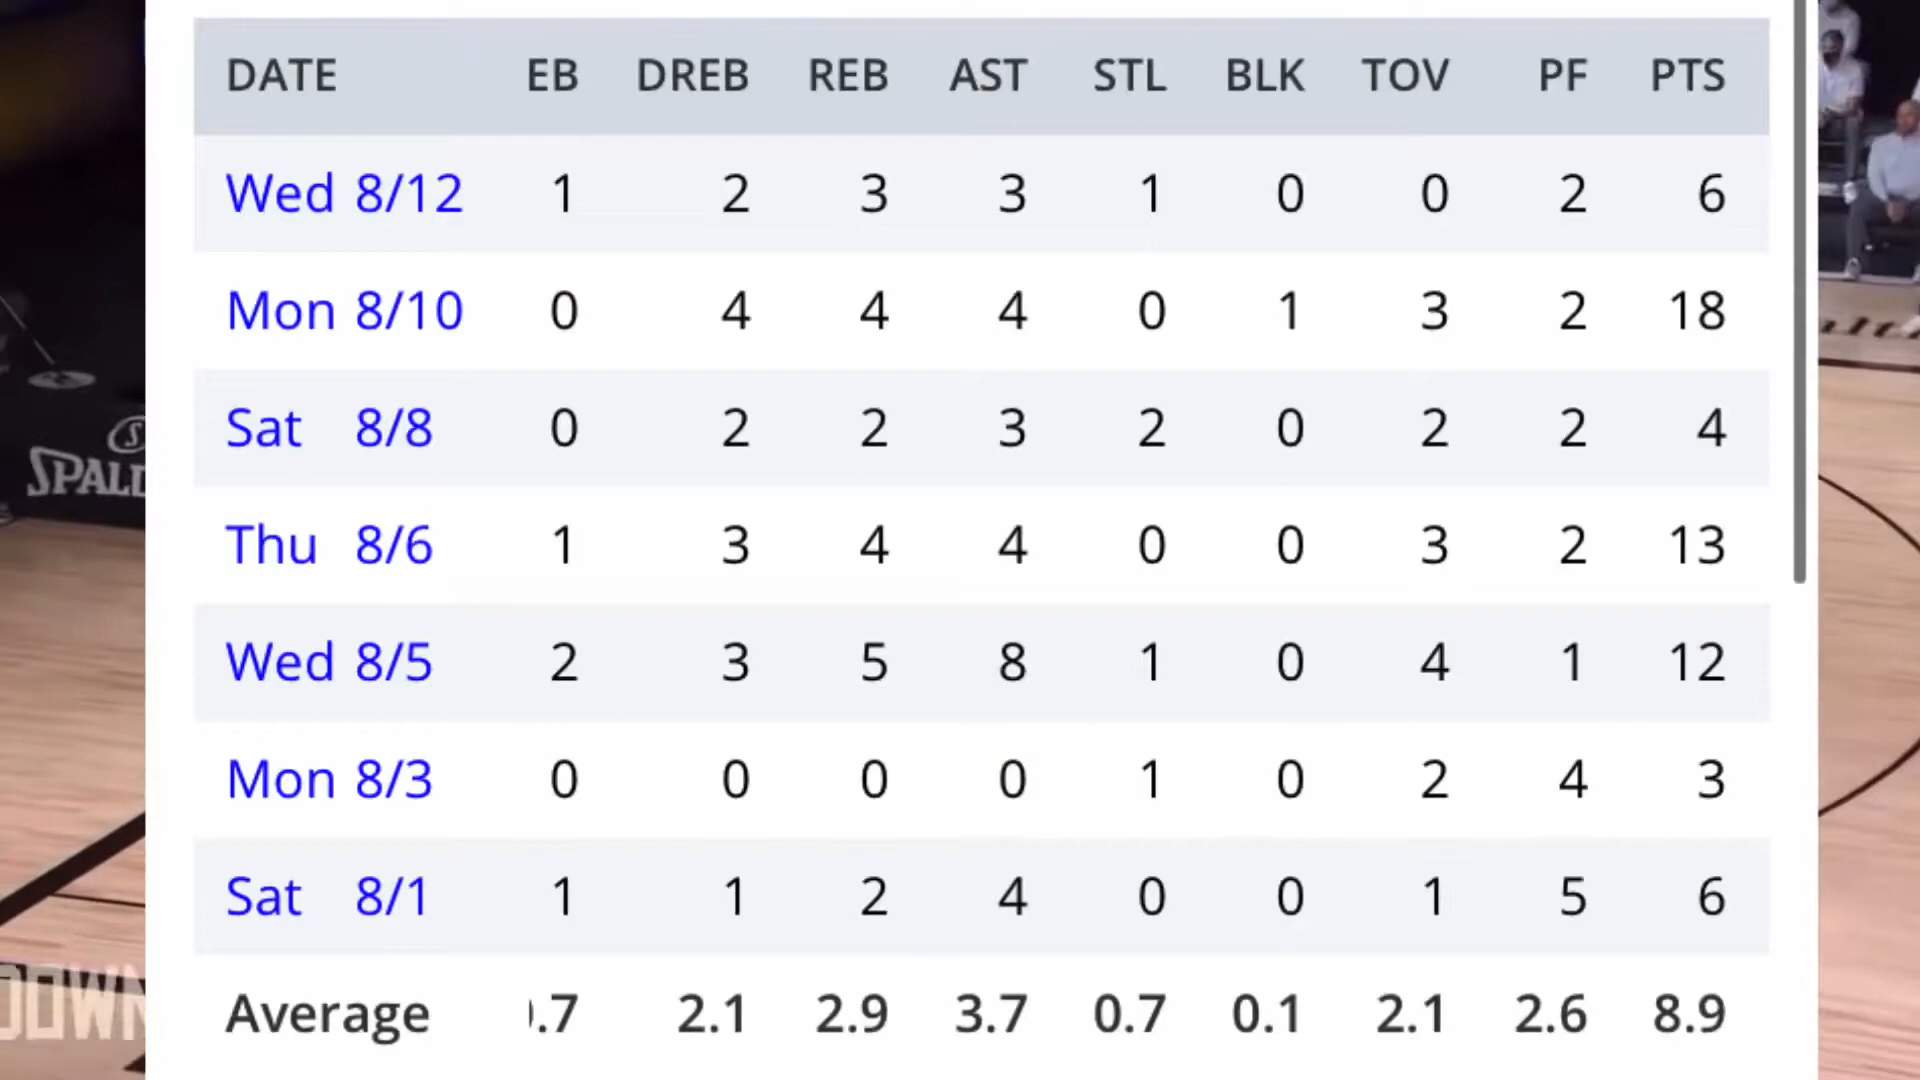 DATE EB DREB REB AST STL BLK TOV PF PTS
Wed 8/12 1 2 3 3 1 0 0 2 6
Mon 8/10 0 4 4 4 0 1 3 2 18
Sat 8/8 0 2 2 3 2 0 2 2 4
Thu 8/6 1 3 4 4 0 0 3 2 13
Wed 8/5 2 3 5 8 1 0 4 1 12
Mon 8/3 0 0 0 0 1 0 2 4 3
Sat 8/1 1 1 2 4 0 0 1 5 6
Average .7 2.1 2.9 3.7 0.7 0.1 2.1 2.6 8.9
SPALD
DOWN